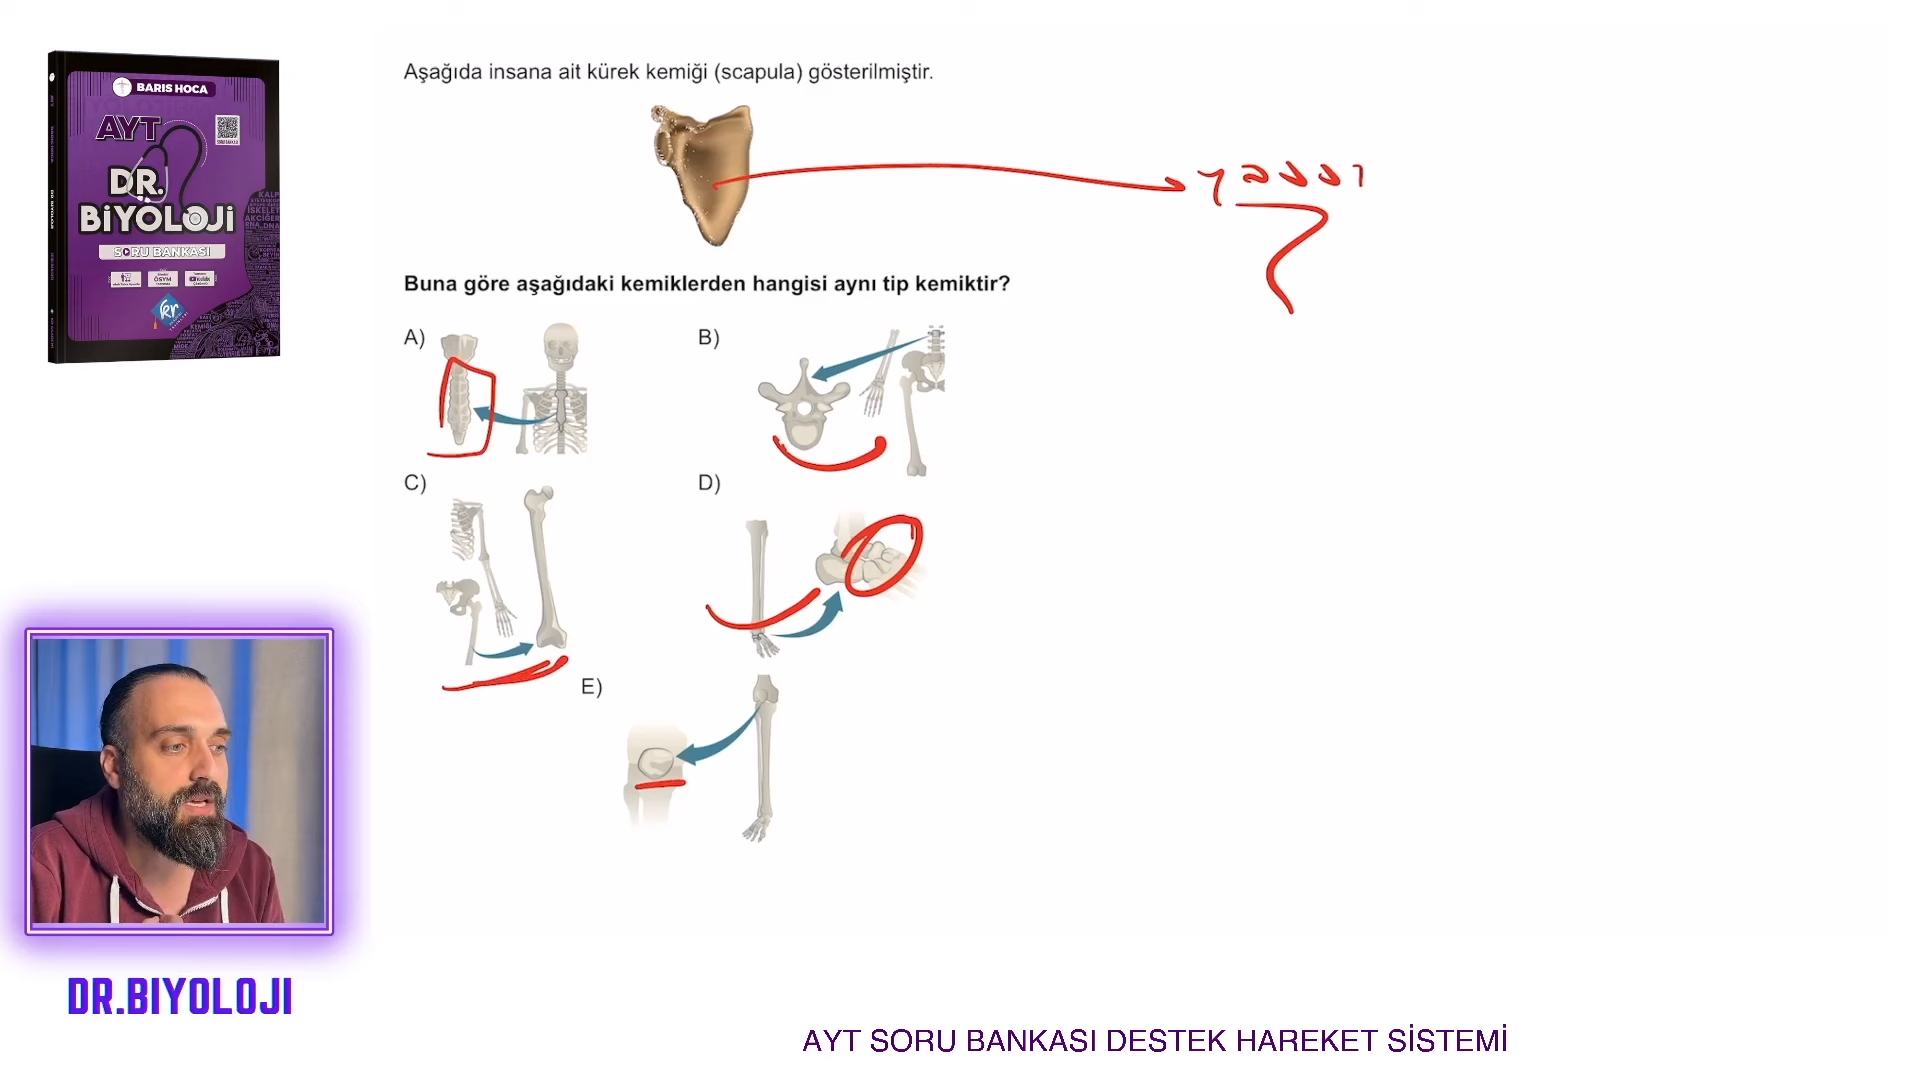 BARIS HOCA
AYT
DR.
BİYOLOJİ
SORU BANKASI
Aşağıda insana ait kürek kemiği (scapula) gösterilmiştir.
yassı
Buna göre aşağıdaki kemiklerden hangisi aynı tip kemiktir?
A)
B)
C)
D)
E)
DR.BIYOLOJI
AYT SORU BANKASI DESTEK HAREKET SİSTEMİ